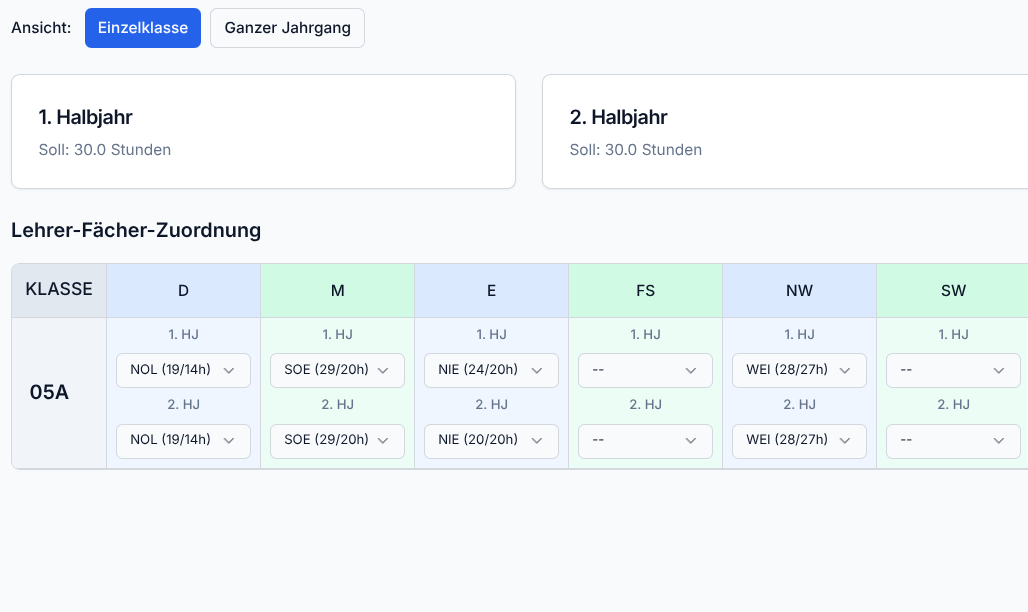 Ansicht: Einzelklasse Ganzer Jahrgang
1. Halbjahr
Soll: 30.0 Stunden
2. Halbjahr
Soll: 30.0 Stunden
Lehrer-Fächer-Zuordnung
KLASSE D M E FS NW SW
05A
1. HJ 1. HJ 1. HJ 1. HJ 1. HJ 1. HJ
NOL (19/14h) SOE (29/20h) NIE (24/20h) -- WEI (28/27h) --
2. HJ 2. HJ 2. HJ 2. HJ 2. HJ 2. HJ
NOL (19/14h) SOE (29/20h) NIE (20/20h) -- WEI (28/27h) --